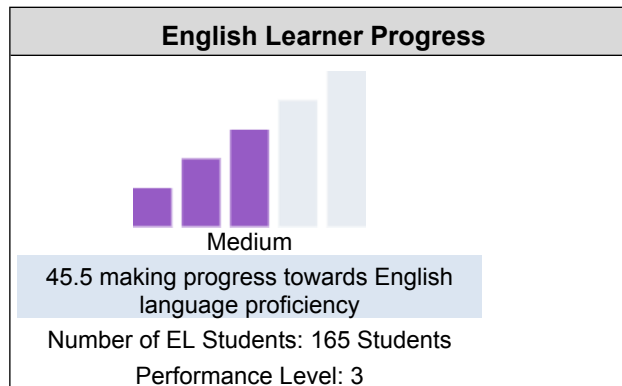 English Learner Progress
Medium
45.5 making progress towards English
language proficiency
Number of EL Students: 165 Students
Performance Level: 3